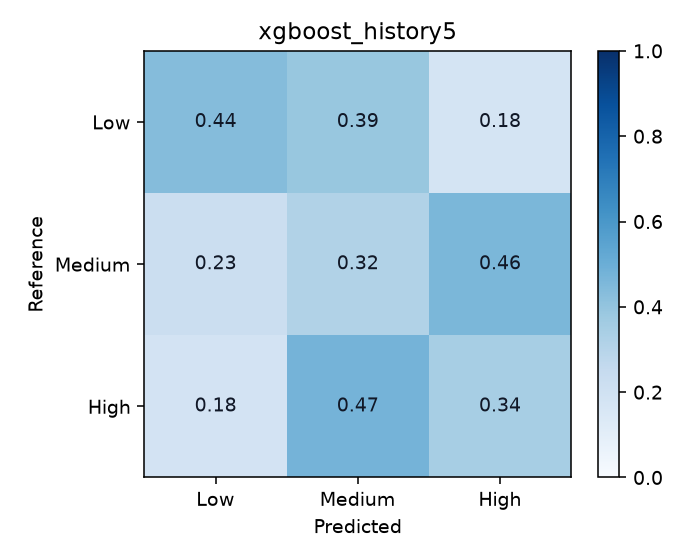 xgboost_history5
Low 0.44 0.39 0.18
Medium 0.23 0.32 0.46
High 0.18 0.47 0.34
Low Medium High
Predicted
Reference
1.0
0.8
0.6
0.4
0.2
0.0